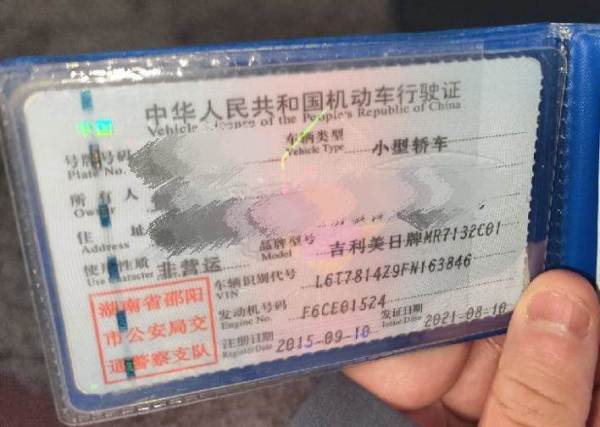 中华人民共和国机动车行驶证
Vehicle License of the People's Republic of China
号牌号码
Plate No.
车辆类型
Vehicle Type
小型轿车
所有人
Owner
住址
Address
使用性质
Use Character
非营运
品牌型号
Model
吉科美日牌MR7132C01
车辆识别代号
VIN
L6T7814Z9FN163846
发动机号码
Engine No.
F6CE01524
注册日期
Register Date
2015-09-10
发证日期
Issue Date
2021-08-10
湖南省邵阳
市公安局交
通警察支队